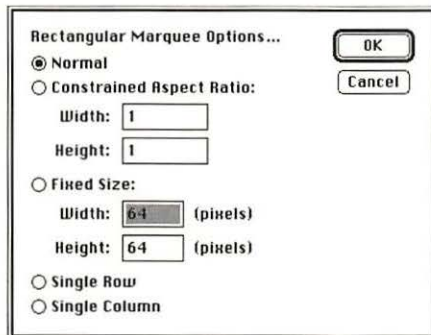 Rectangular Marquee Options...
OK
Normal
Cancel
Constrained Aspect Ratio:
Width: 1
Height: 1
Fixed Size:
Width: 64 (pixels)
Height: 64 (pixels)
Single Row
Single Column